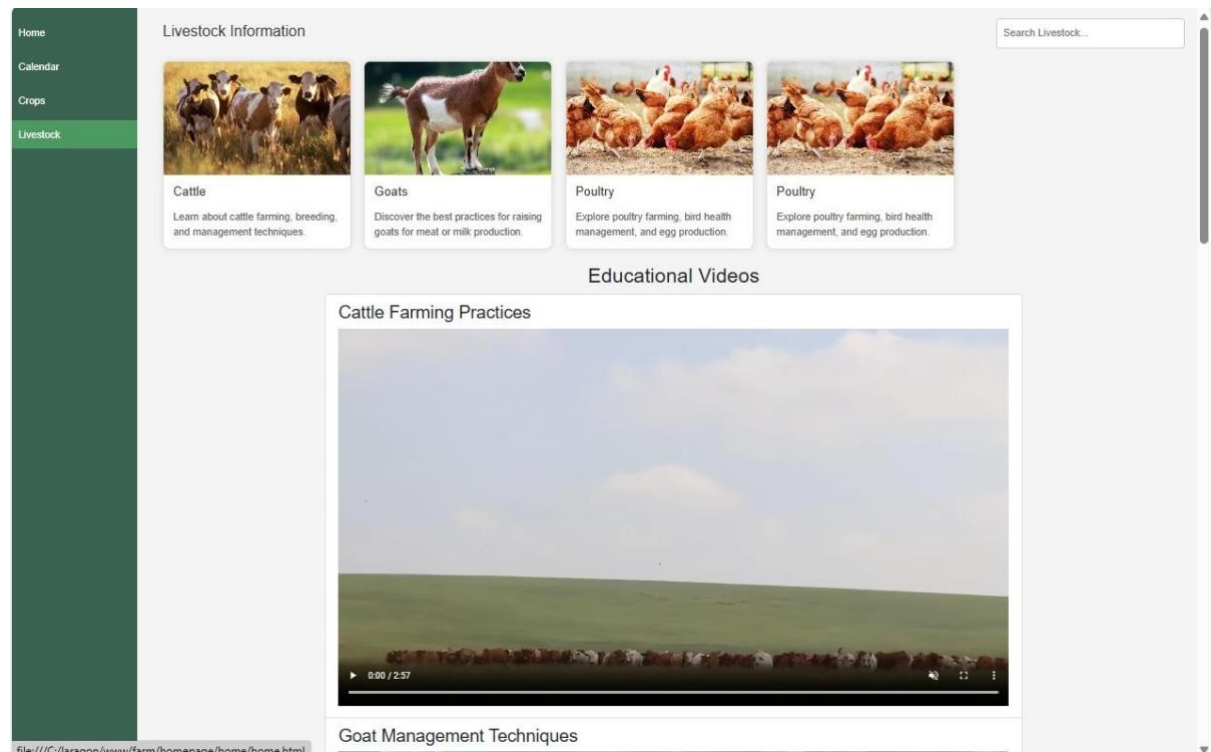 Home
Calendar
Crops
Livestock
Livestock Information
Search Livestock...
Cattle
Learn about cattle farming, breeding,
and management techniques.
Goats
Discover the best practices for raising
goats for meat or milk production.
Poultry
Explore poultry farming, bird health
management, and egg production.
Poultry
Explore poultry farming, bird health
management, and egg production.
Educational Videos
Cattle Farming Practices
0:00 / 2:57
Goat Management Techniques
file:///C:/laragon/www/farm/homepage/home/home.html